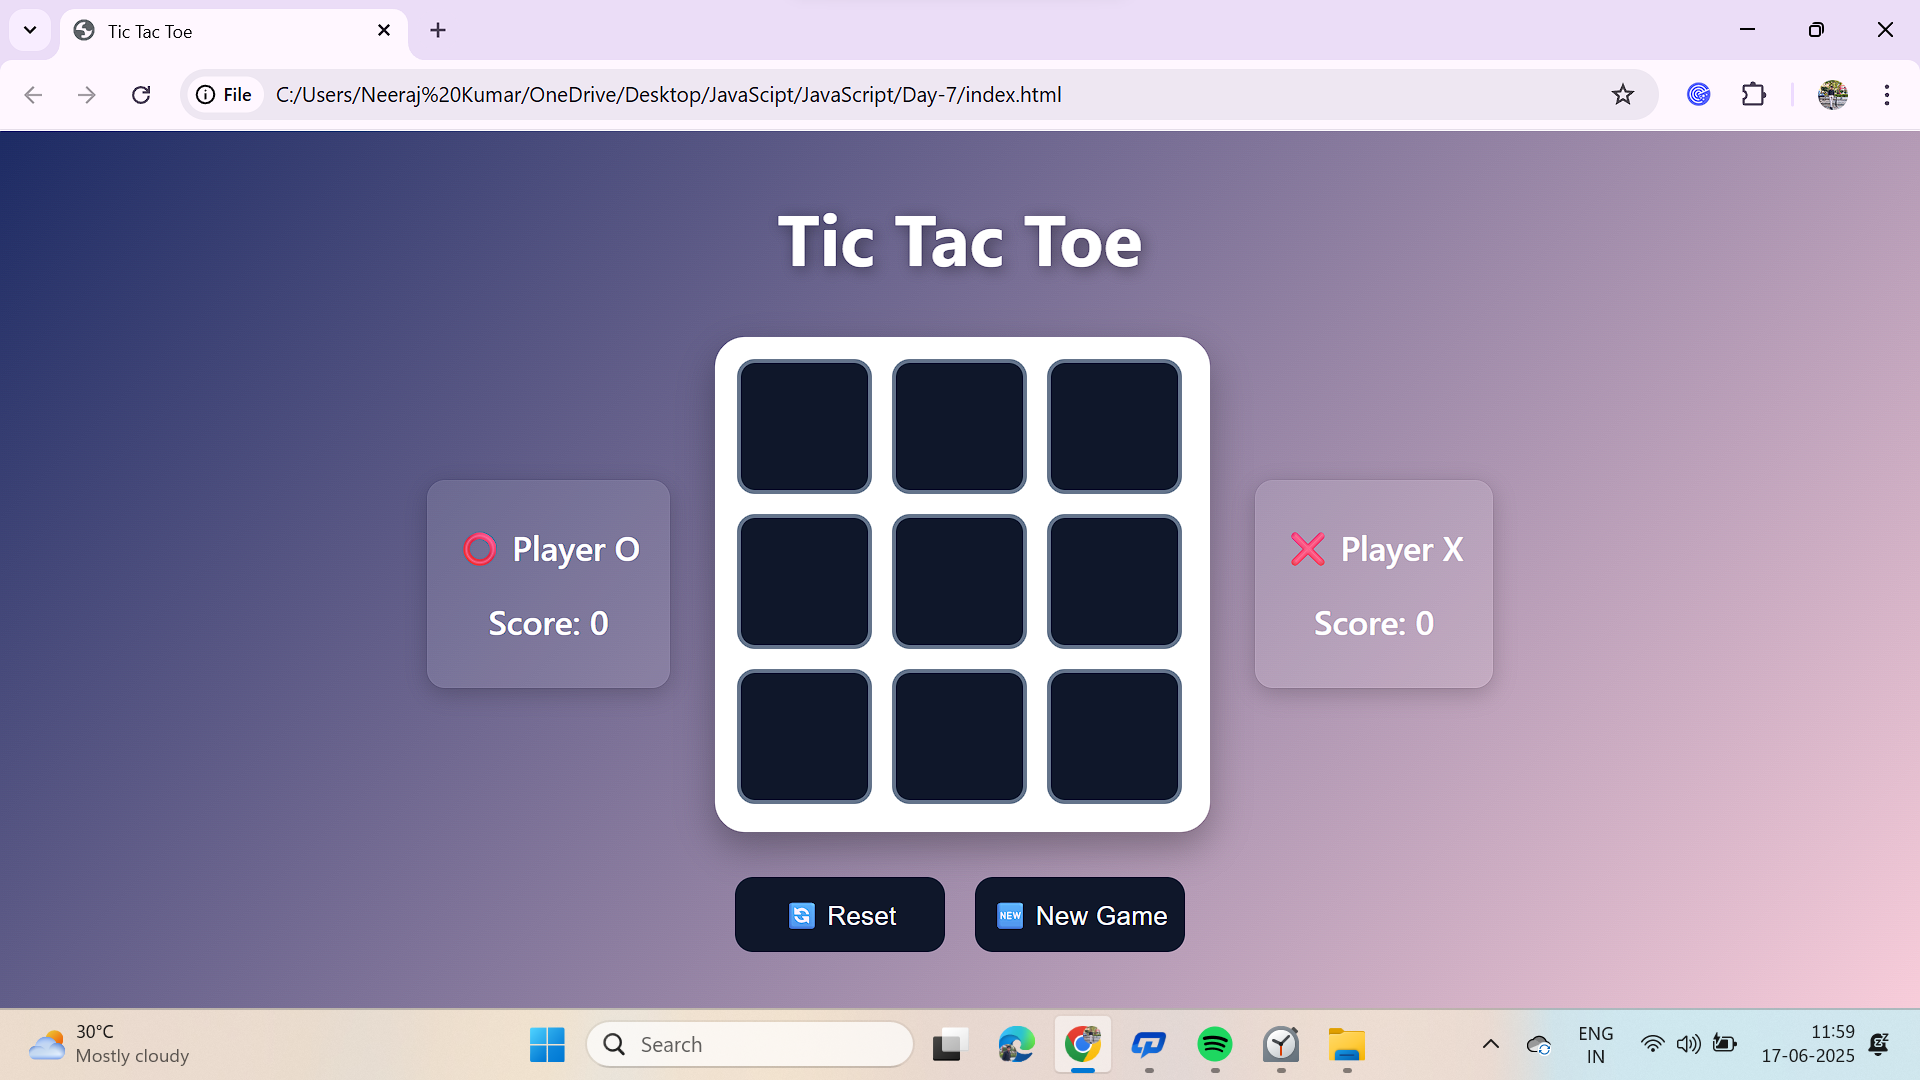 Tic Tac Toe
File C:/Users/Neeraj%20Kumar/OneDrive/Desktop/JavaScipt/JavaScript/Day-7/index.html
Tic Tac Toe
⭕ Player O
Score: 0
❌ Player X
Score: 0
🔄 Reset
🆕 New Game
30°C
Mostly cloudy
Search
ENG
IN
11:59
17-06-2025